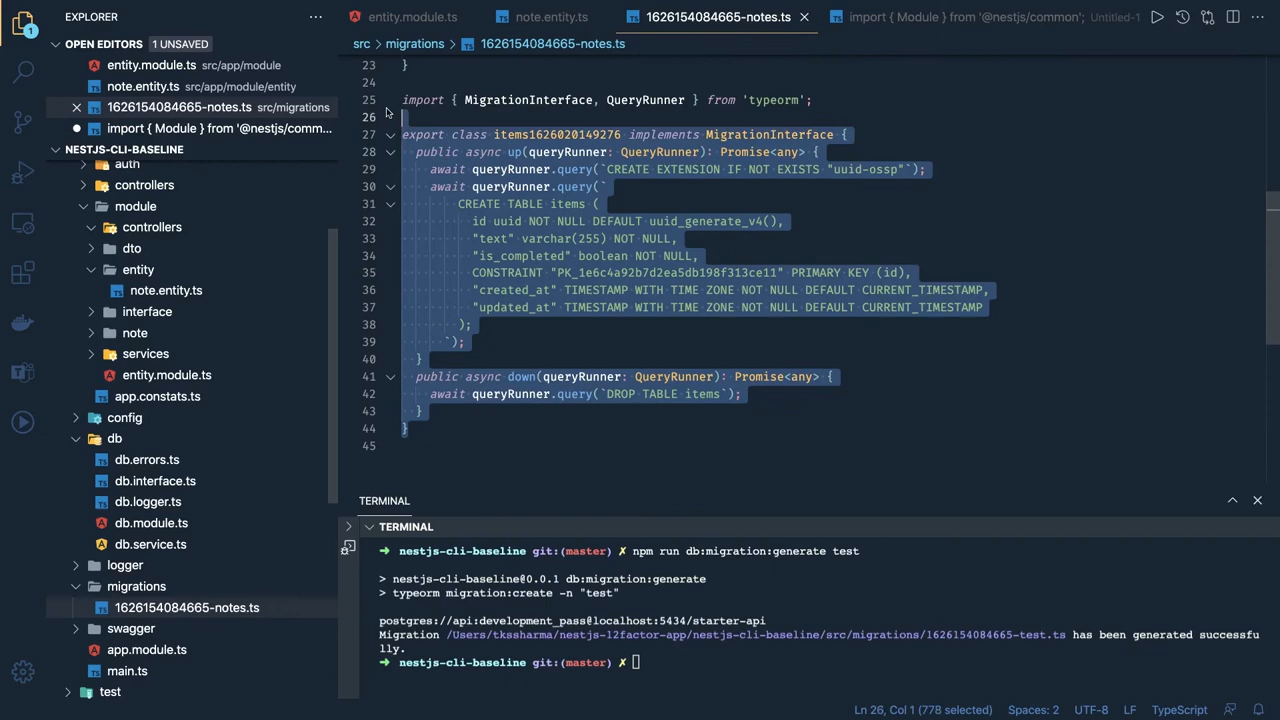 1
EXPLORER
OPEN EDITORS 1 UNSAVED
entity.module.ts src/app/module
note.entity.ts src/app/module/entity
1626154084665-notes.ts src/migrations
import { Module } from '@nestjs/comm...
NESTJS-CLI-BASELINE
auth
controllers
module
controllers
dto
entity
note.entity.ts
interface
note
services
entity.module.ts
app.constats.ts
config
db
db.errors.ts
db.interface.ts
db.logger.ts
db.module.ts
db.service.ts
logger
migrations
1626154084665-notes.ts
swagger
app.module.ts
main.ts
test
entity.module.ts note.entity.ts 1626154084665-notes.ts import { Module } from '@nestjs/common'; Untitled-1
src > migrations > 1626154084665-notes.ts
23 }
24
25 import { MigrationInterface, QueryRunner } from 'typeorm';
26
27 export class items1626020149276 implements MigrationInterface {
28 public async up(queryRunner: QueryRunner): Promise<any> {
29 await queryRunner.query(`CREATE EXTENSION IF NOT EXISTS "uuid-ossp"`);
30 await queryRunner.query(`
31 CREATE TABLE items (
32 id uuid NOT NULL DEFAULT uuid_generate_v4(),
33 "text" varchar(255) NOT NULL,
34 "is_completed" boolean NOT NULL,
35 CONSTRAINT "PK_1e6c4a92b7d2ea5db198f313ce11" PRIMARY KEY (id),
36 "created_at" TIMESTAMP WITH TIME ZONE NOT NULL DEFAULT CURRENT_TIMESTAMP,
37 "updated_at" TIMESTAMP WITH TIME ZONE NOT NULL DEFAULT CURRENT_TIMESTAMP
38 );
39 `);
40 }
41 public async down(queryRunner: QueryRunner): Promise<any> {
42 await queryRunner.query(`DROP TABLE items`);
43 }
44 }
45
TERMINAL
TERMINAL
➜ nestjs-cli-baseline git:(master) ✗ npm run db:migration:generate test
> nestjs-cli-baseline@0.0.1 db:migration:generate
> typeorm migration:create -n "test"
postgres://api:development_pass@localhost:5434/starter-api
Migration /Users/tkssharma/nestjs-12factor-app/nestjs-cli-baseline/src/migrations/1626154084665-test.ts has been generated successfu
lly.
➜ nestjs-cli-baseline git:(master) ✗
Ln 26, Col 1 (778 selected) Spaces: 2 UTF-8 LF TypeScript